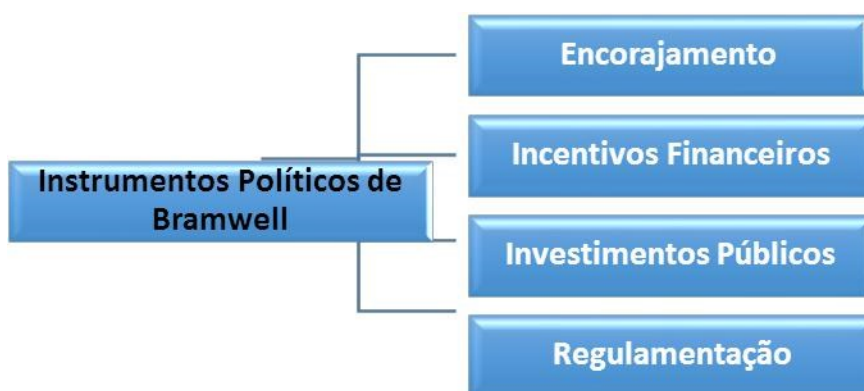 Instrumentos Políticos de
Bramwell
Encorajamento
Incentivos Financeiros
Investimentos Públicos
Regulamentação